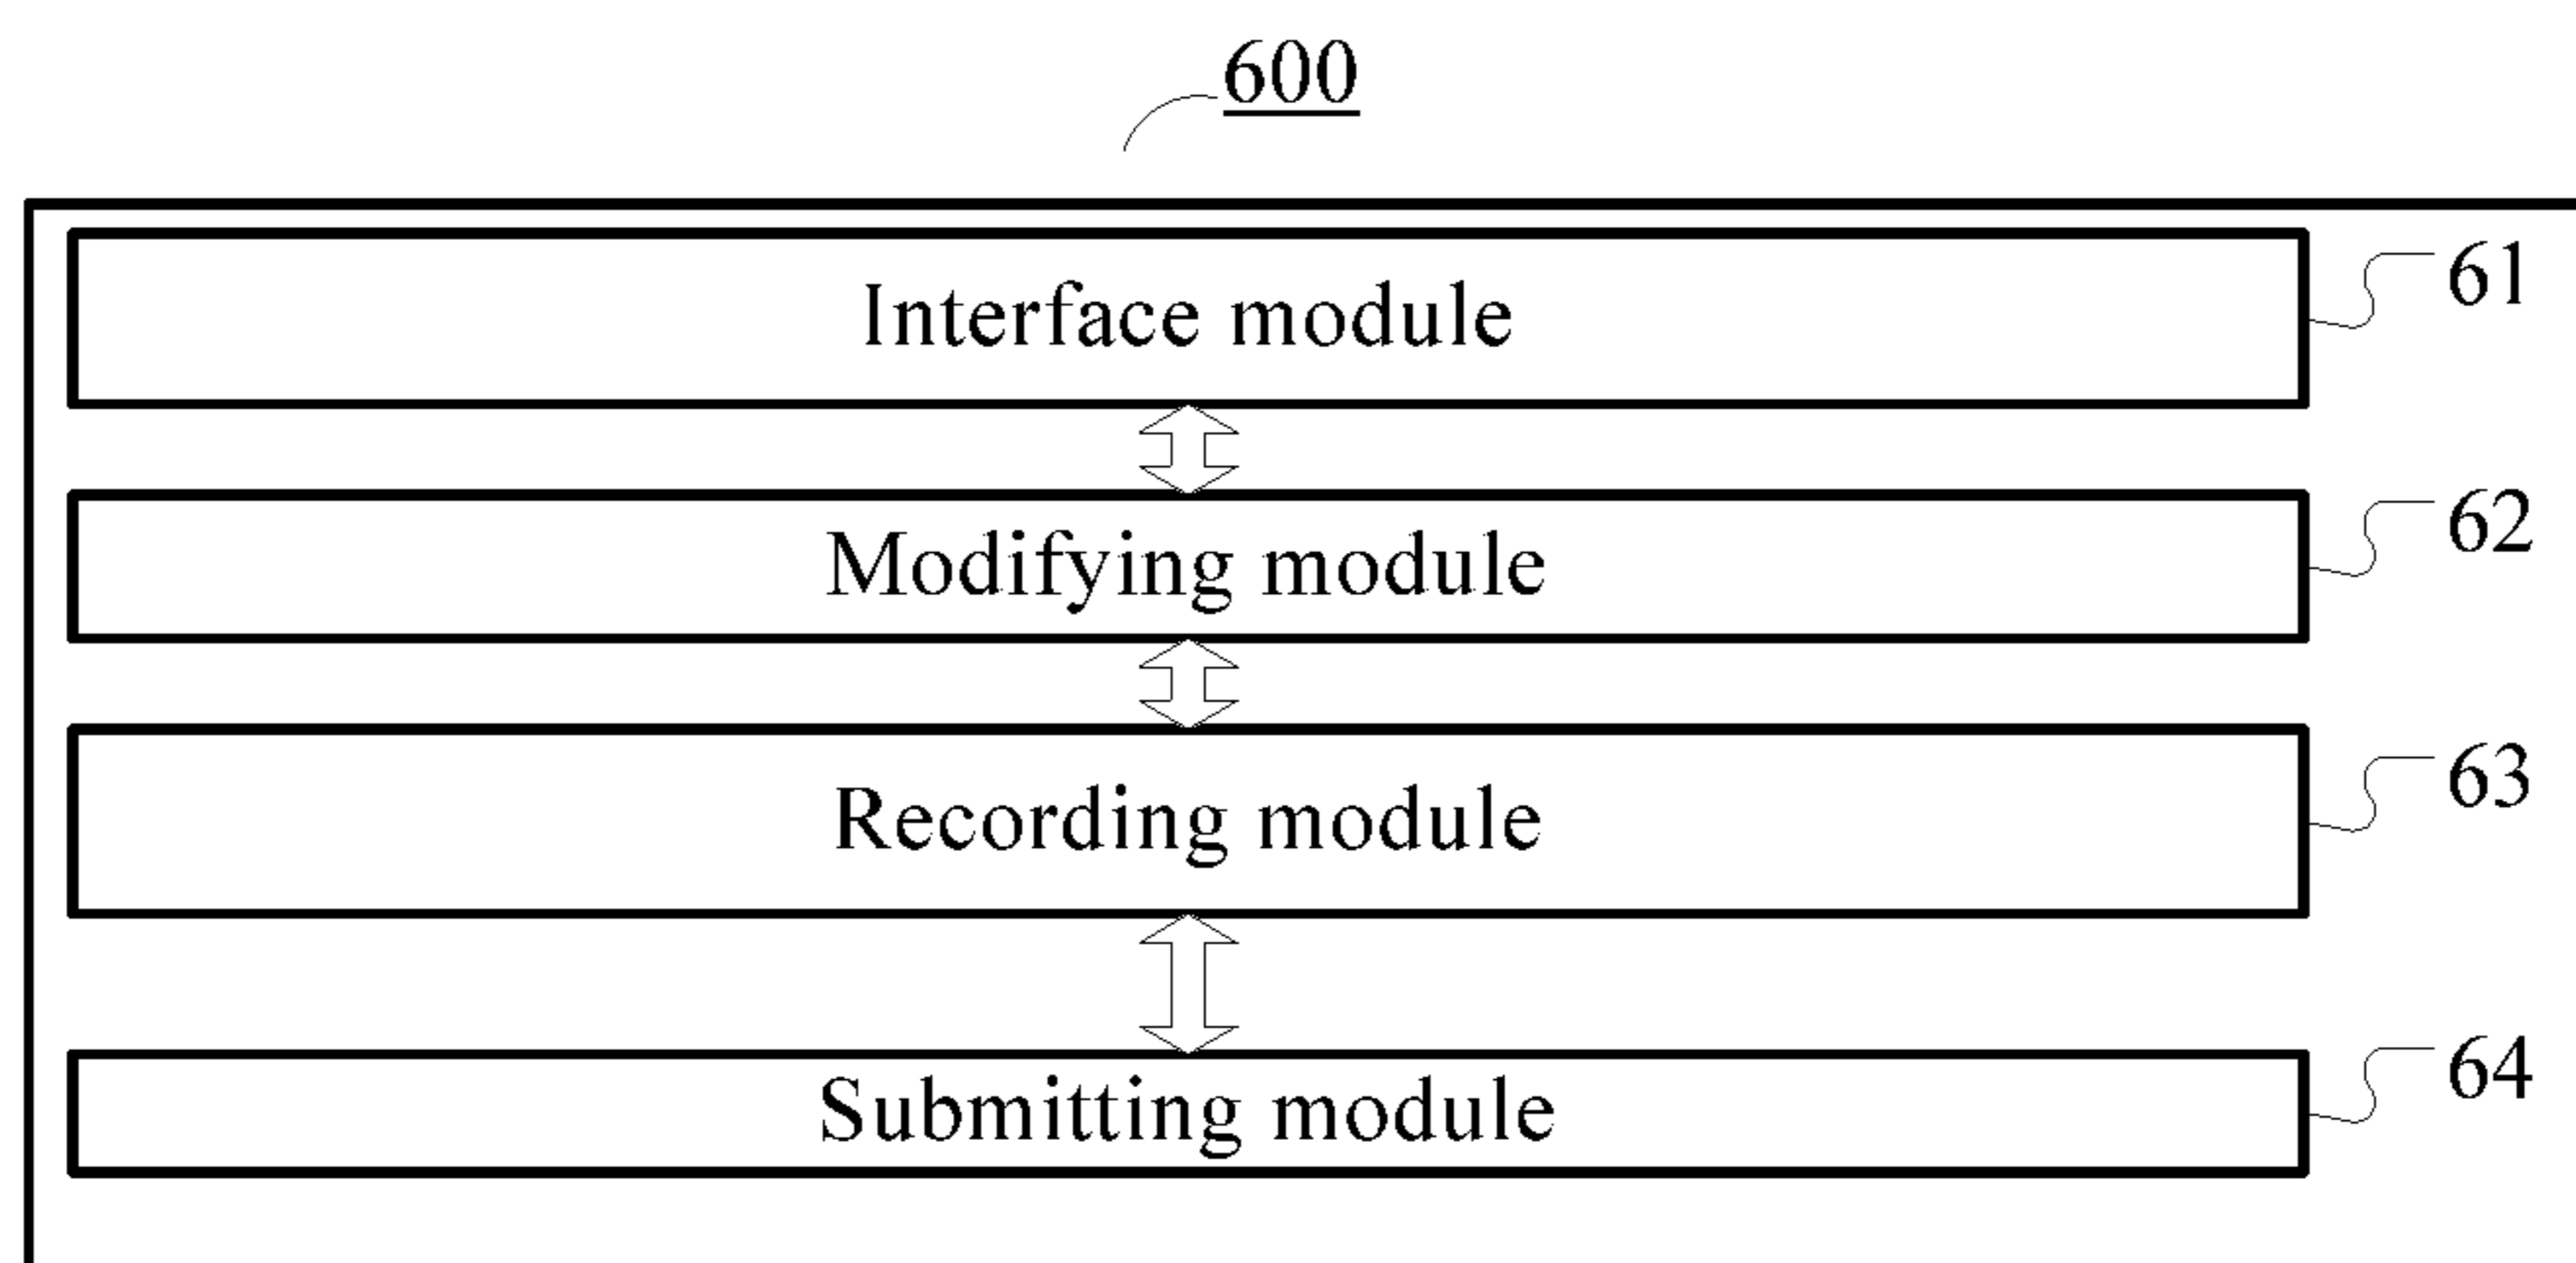 600
Interface module
61
Modifying module
62
Recording module
63
Submitting module
64